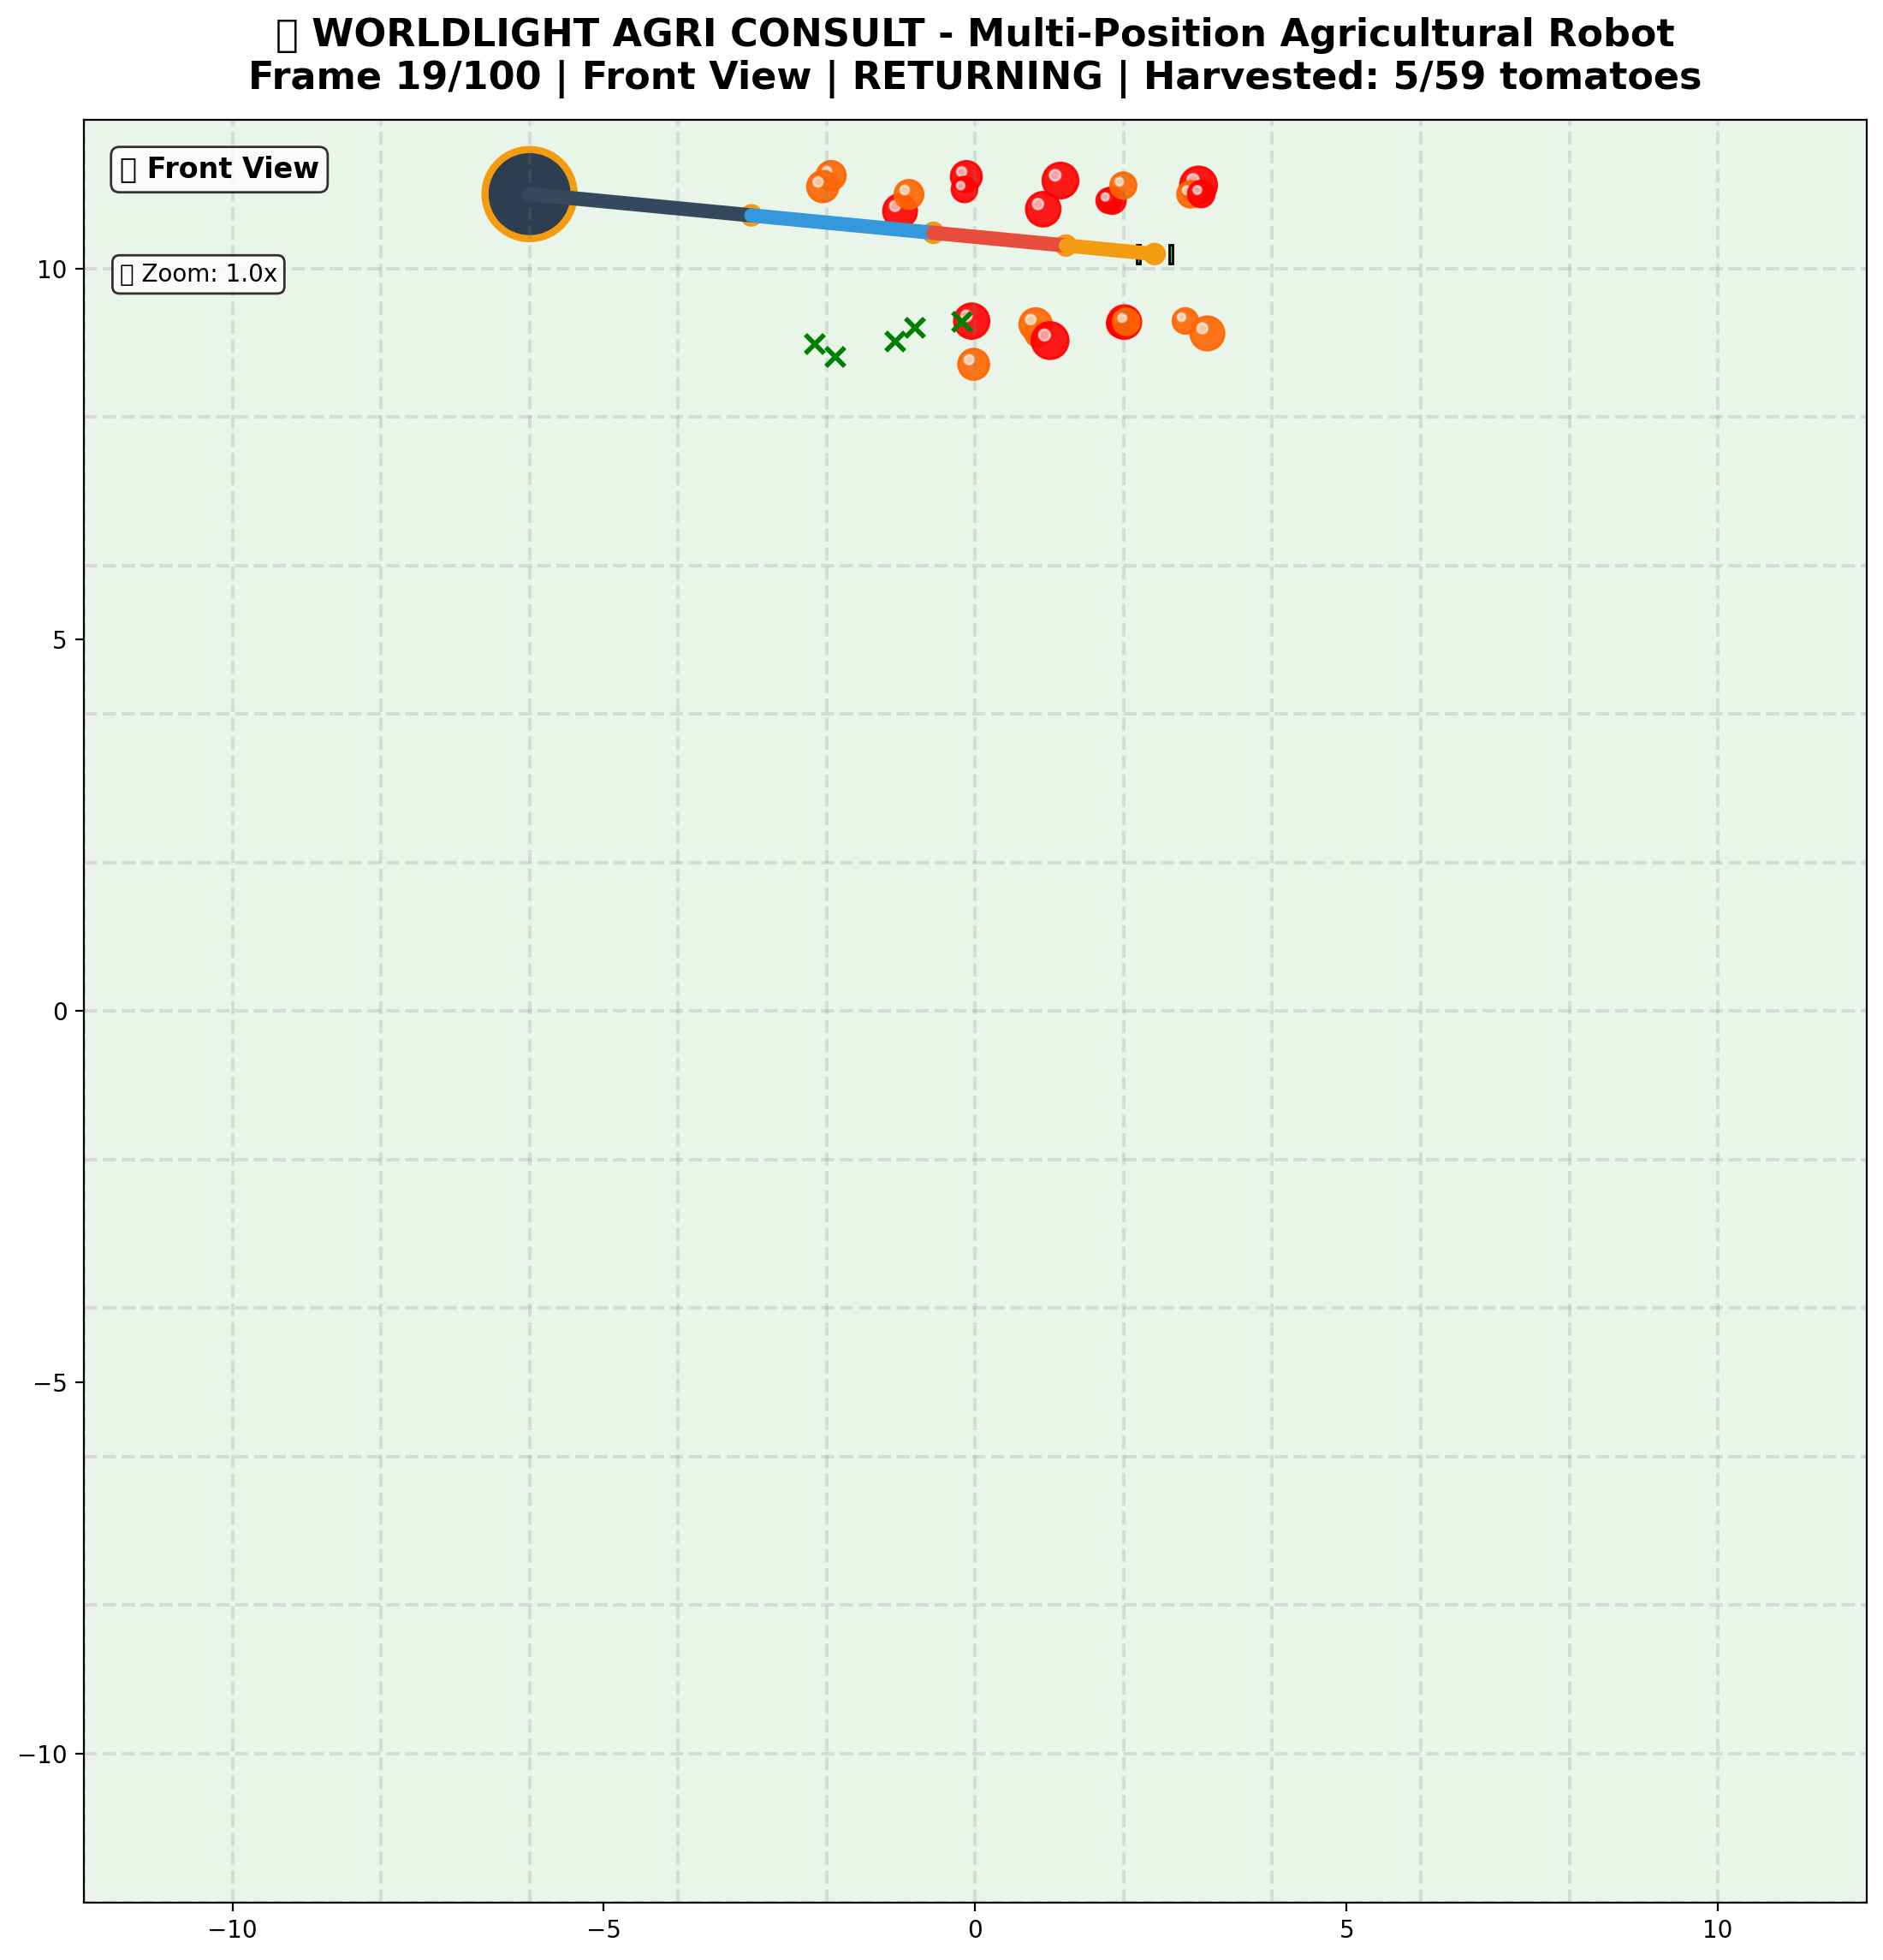 WORLDLIGHT AGRI CONSULT - Multi-Position Agricultural Robot
Frame 19/100 | Front View | RETURNING | Harvested: 5/59 tomatoes
Front View
Zoom: 1.0x
10
5
0
−5
−10
−10
−5
0
5
10